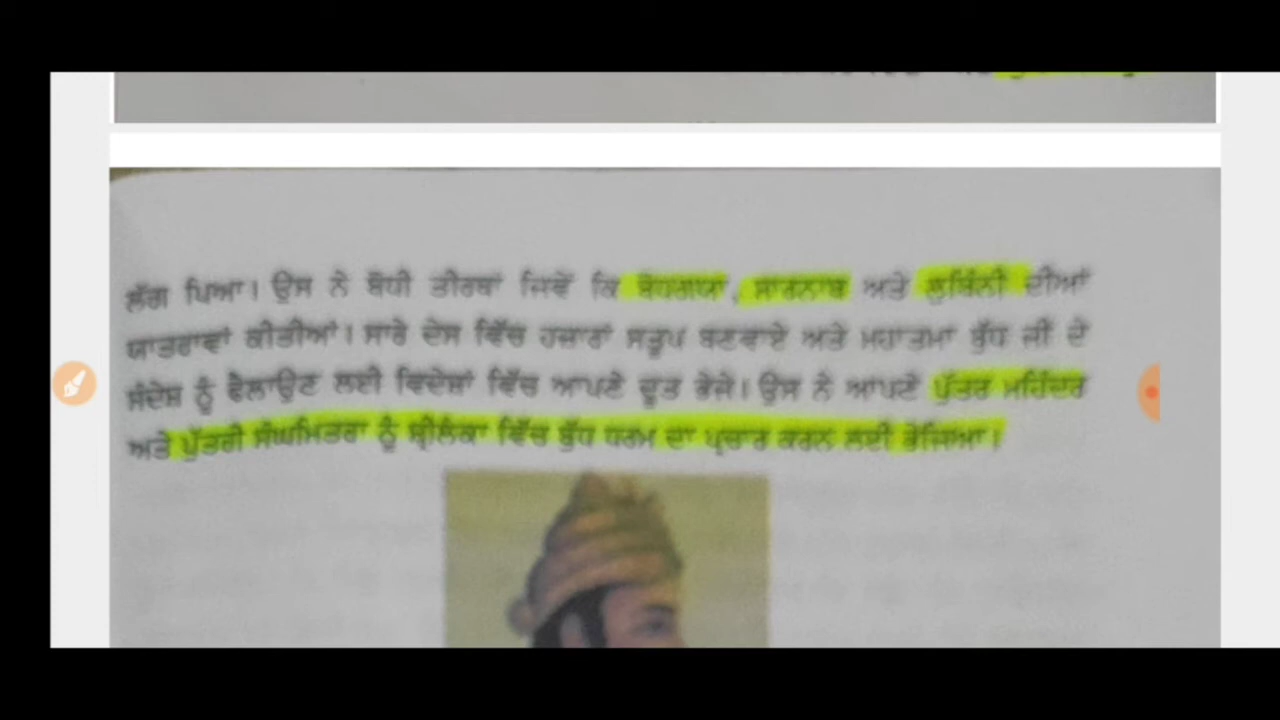 ਲੱਗ ਪਿਆ। ਉਸ ਨੇ ਬੋਧੀ ਤੀਰਥਾਂ ਜਿਵੇਂ ਕਿ ਬੋਧਗਯਾ, ਸਾਰਨਾਥ ਅਤੇ ਲੁਬਿੰਨੀ ਦੀਆਂ
ਯਾਤਰਾਵਾਂ ਕੀਤੀਆਂ। ਸਾਰੇ ਦੇਸ ਵਿੱਚ ਹਜ਼ਾਰਾਂ ਸਤੂਪ ਬਣਵਾਏ ਅਤੇ ਮਹਾਤਮਾ ਬੁੱਧ ਜੀ ਦੇ
ਸੰਦੇਸ਼ ਨੂੰ ਫੈਲਾਉਣ ਲਈ ਵਿਦੇਸ਼ਾਂ ਵਿੱਚ ਆਪਣੇ ਦੂਤ ਭੇਜੇ। ਉਸ ਨੇ ਆਪਣੇ ਪੁੱਤਰ ਮਹਿੰਦਰ
ਅਤੇ ਪੁੱਤਰੀ ਸੰਘਮਿਤਰਾ ਨੂੰ ਸ਼੍ਰੀਲੰਕਾ ਵਿੱਚ ਬੁੱਧ ਧਰਮ ਦਾ ਪ੍ਰਚਾਰ ਕਰਨ ਲਈ ਭੇਜਿਆ।